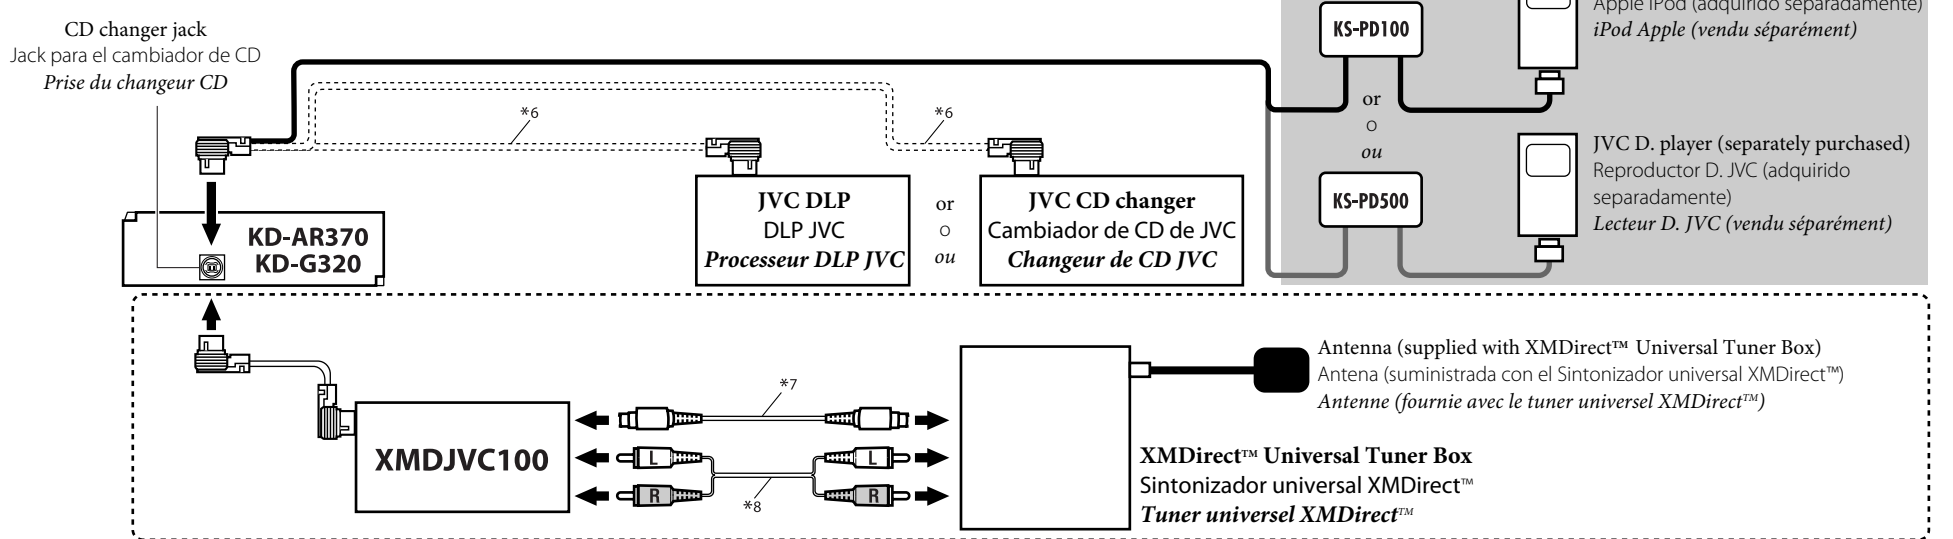 CD changer jack
Jack para el cambiador de CD
Prise du changeur CD
*6
*6
KS-PD100
Apple iPod (adquirido separadamente)
iPod Apple (vendu séparément)
or
o
ou
KS-PD500
JVC D. player (separately purchased)
Reproductor D. JVC (adquirido
separadamente)
Lecteur D. JVC (vendu séparément)
KD-AR370
KD-G320
JVC DLP
DLP JVC
Processeur DLP JVC
or
o
ou
JVC CD changer
Cambiador de CD de JVC
Changeur de CD JVC
XMDJVC100
*7
L
L
R
R
*8
Antenna (supplied with XMDirect™ Universal Tuner Box)
Antena (suministrada con el Sintonizador universal XMDirect™)
Antenne (fournie avec le tuner universel XMDirect™)
XMDirect™ Universal Tuner Box
Sintonizador universal XMDirect™
Tuner universel XMDirect™